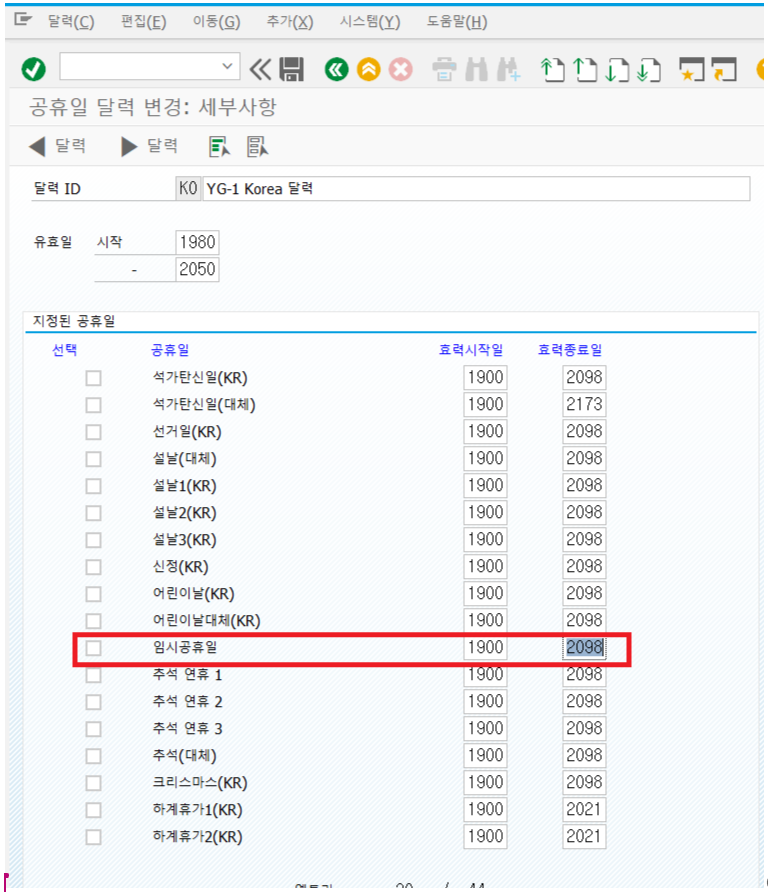 달력(C) 편집(E) 이동(G) 추가(X) 시스템(Y) 도움말(H)
공휴일 달력 변경: 세부사항
달력 달력
달력 ID K0 YG-1 Korea 달력
유효일 시작 1980
- 2050
지정된 공휴일
선택 공휴일 효력시작일 효력종료일
석가탄신일(KR) 1900 2098
석가탄신일(대체) 1900 2173
선거일(KR) 1900 2098
설날(대체) 1900 2098
설날1(KR) 1900 2098
설날2(KR) 1900 2098
설날3(KR) 1900 2098
신정(KR) 1900 2098
어린이날(KR) 1900 2098
어린이날대체(KR) 1900 2098
임시공휴일 1900 2098
추석 연휴 1 1900 2098
추석 연휴 2 1900 2098
추석 연휴 3 1900 2098
추석(대체) 1900 2098
크리스마스(KR) 1900 2098
하계휴가1(KR) 1900 2021
하계휴가2(KR) 1900 2021